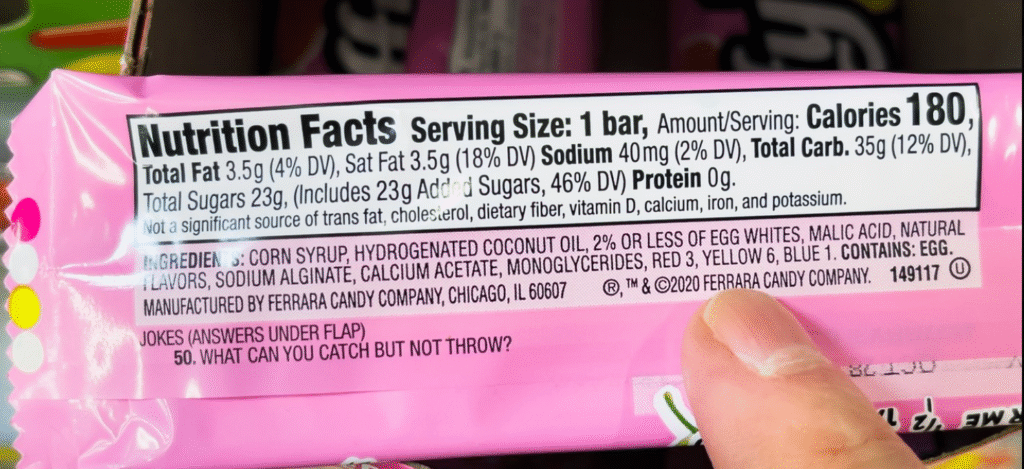 Nutrition Facts Serving Size: 1 bar, Amount/Serving: Calories 180,
Total Fat 3.5g (4% DV), Sat Fat 3.5g (18% DV) Sodium 40mg (2% DV), Total Carb. 35g (12% DV),
Total Sugars 23g, (Includes 23g Added Sugars, 46% DV) Protein 0g.
Not a significant source of trans fat, cholesterol, dietary fiber, vitamin D, calcium, iron, and potassium.
INGREDIENTS: CORN SYRUP, HYDROGENATED COCONUT OIL, 2% OR LESS OF EGG WHITES, MALIC ACID, NATURAL
FLAVORS, SODIUM ALGINATE, CALCIUM ACETATE, MONOGLYCERIDES, RED 3, YELLOW 6, BLUE 1. CONTAINS: EGG.
MANUFACTURED BY FERRARA CANDY COMPANY, CHICAGO, IL 60607 ®,™ & ©2020 FERRARA CANDY COMPANY. 149117 U
JOKES (ANSWERS UNDER FLAP)
50. WHAT CAN YOU CATCH BUT NOT THROW?